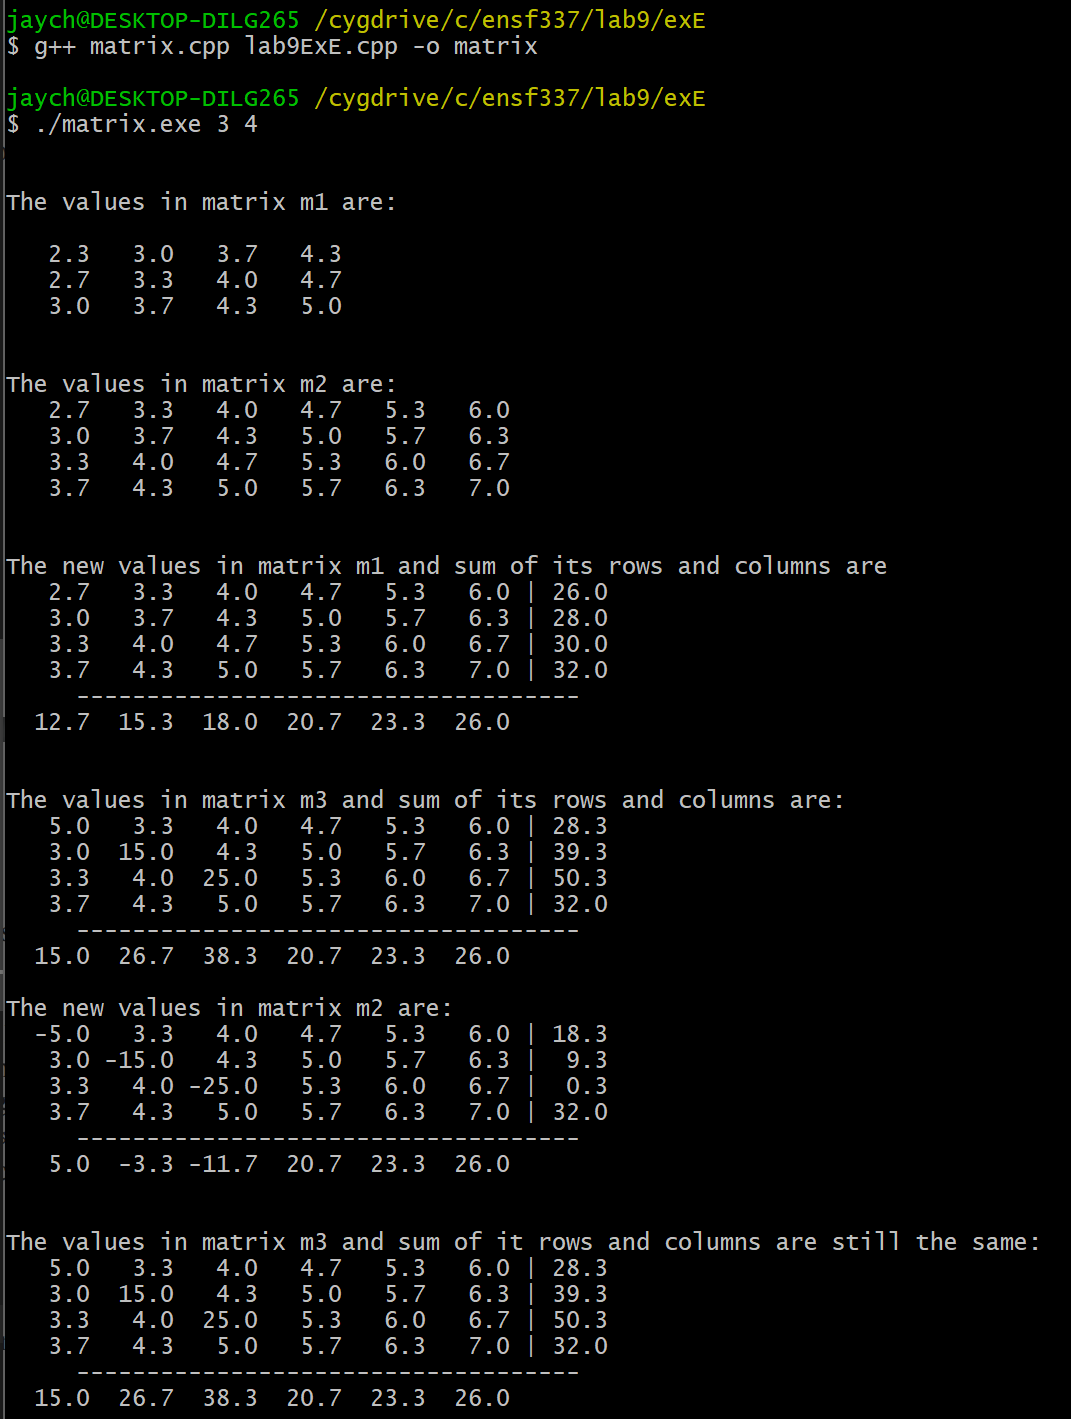 jaych@DESKTOP-DILG265 /cygdrive/c/ensf337/lab9/exE
$ g++ matrix.cpp lab9ExE.cpp -o matrix
jaych@DESKTOP-DILG265 /cygdrive/c/ensf337/lab9/exE
$ ./matrix.exe 3 4
The values in matrix m1 are:
2.3 3.0 3.7 4.3
2.7 3.3 4.0 4.7
3.0 3.7 4.3 5.0
The values in matrix m2 are:
2.7 3.3 4.0 4.7 5.3 6.0
3.0 3.7 4.3 5.0 5.7 6.3
3.3 4.0 4.7 5.3 6.0 6.7
3.7 4.3 5.0 5.7 6.3 7.0
The new values in matrix m1 and sum of its rows and columns are
2.7 3.3 4.0 4.7 5.3 6.0 | 26.0
3.0 3.7 4.3 5.0 5.7 6.3 | 28.0
3.3 4.0 4.7 5.3 6.0 6.7 | 30.0
3.7 4.3 5.0 5.7 6.3 7.0 | 32.0
------------------------------------
12.7 15.3 18.0 20.7 23.3 26.0
The values in matrix m3 and sum of its rows and columns are:
5.0 3.3 4.0 4.7 5.3 6.0 | 28.3
3.0 15.0 4.3 5.0 5.7 6.3 | 39.3
3.3 4.0 25.0 5.3 6.0 6.7 | 50.3
3.7 4.3 5.0 5.7 6.3 7.0 | 32.0
------------------------------------
15.0 26.7 38.3 20.7 23.3 26.0
The new values in matrix m2 are:
-5.0 3.3 4.0 4.7 5.3 6.0 | 18.3
3.0 -15.0 4.3 5.0 5.7 6.3 | 9.3
3.3 4.0 -25.0 5.3 6.0 6.7 | 0.3
3.7 4.3 5.0 5.7 6.3 7.0 | 32.0
------------------------------------
5.0 -3.3 -11.7 20.7 23.3 26.0
The values in matrix m3 and sum of it rows and columns are still the same:
5.0 3.3 4.0 4.7 5.3 6.0 | 28.3
3.0 15.0 4.3 5.0 5.7 6.3 | 39.3
3.3 4.0 25.0 5.3 6.0 6.7 | 50.3
3.7 4.3 5.0 5.7 6.3 7.0 | 32.0
------------------------------------
15.0 26.7 38.3 20.7 23.3 26.0